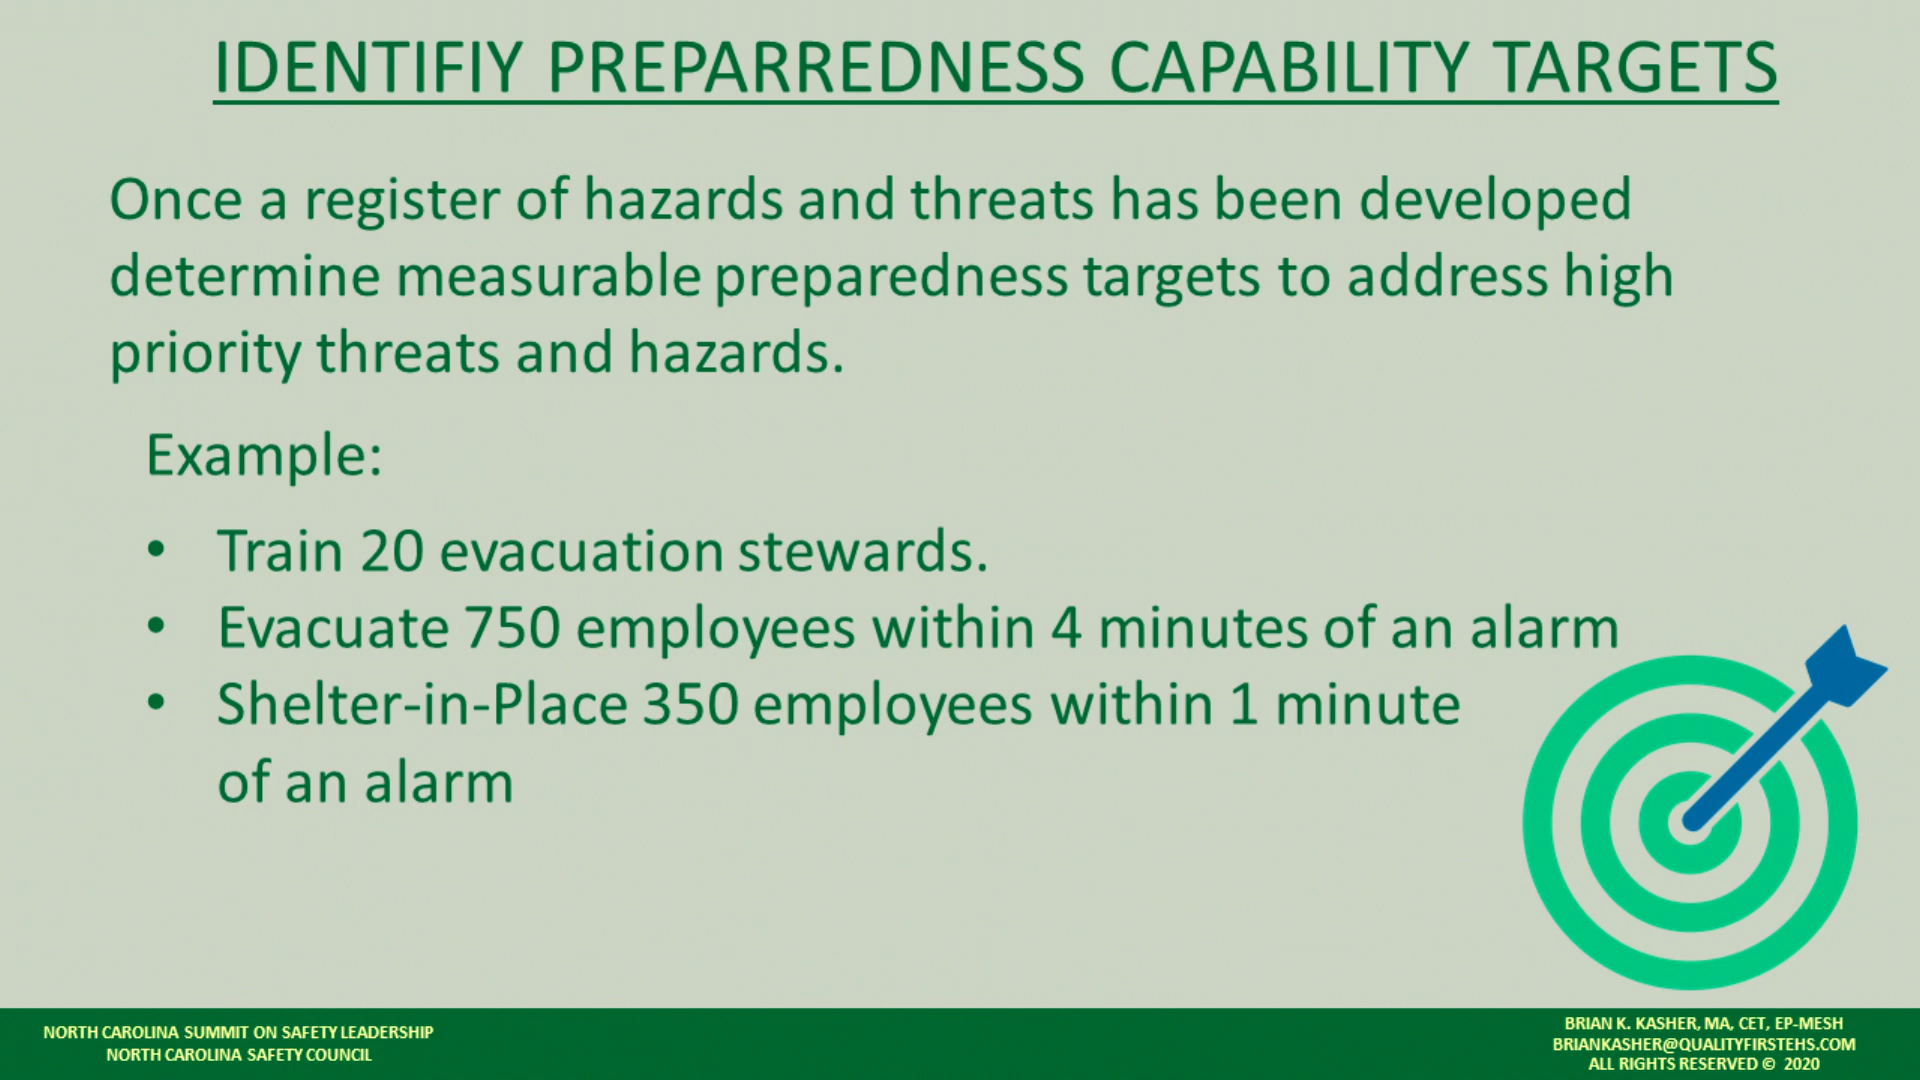 IDENTIFIY PREPARREDNESS CAPABILITY TARGETS
Once a register of hazards and threats has been developed
determine measurable preparedness targets to address high
priority threats and hazards.
Example:
• Train 20 evacuation stewards.
• Evacuate 750 employees within 4 minutes of an alarm
• Shelter-in-Place 350 employees within 1 minute
of an alarm
NORTH CAROLINA SUMMIT ON SAFETY LEADERSHIP
NORTH CAROLINA SAFETY COUNCIL
BRIAN K. KASHER, MA, CET, EP-MESH
BRIANKASHER@QUALITYFIRSTEHS.COM
ALL RIGHTS RESERVED © 2020